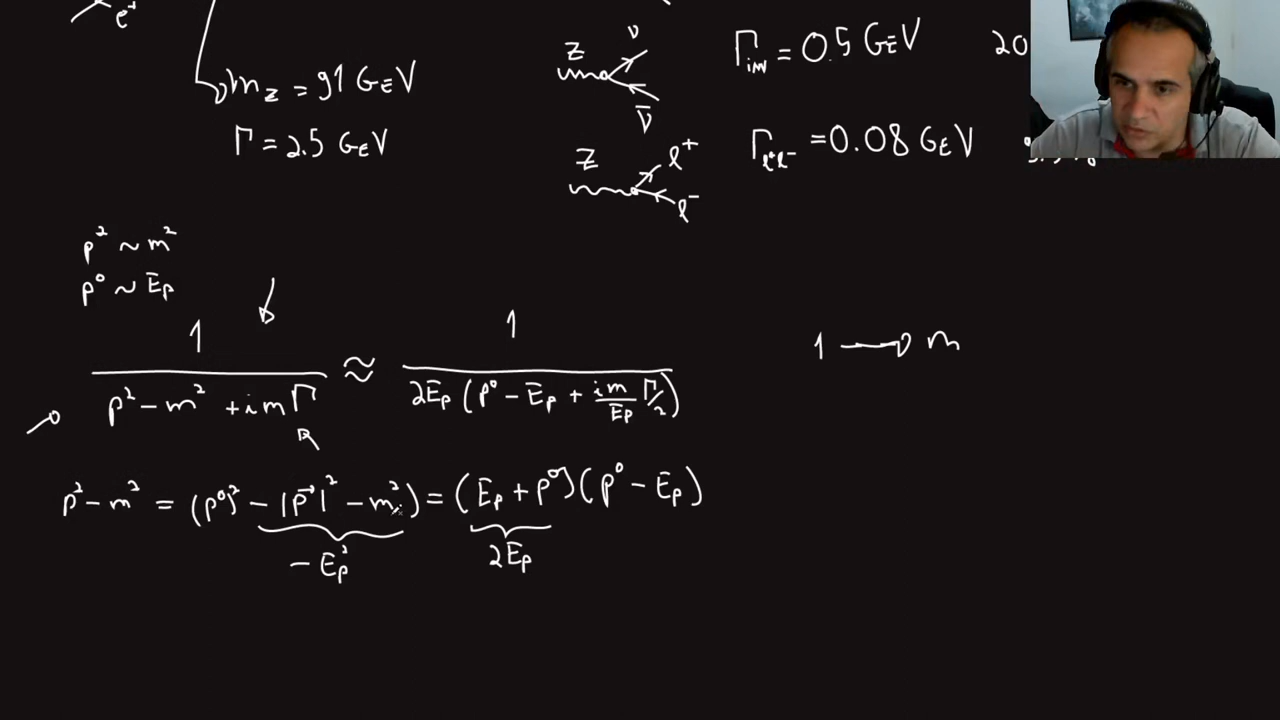 e⁺
m_Z = 91 GeV
Γ = 2.5 GeV
Z ν ν̄
Γ_inv = 0.5 GeV 20
Z ℓ⁺ ℓ⁻
Γ_ℓ⁺ℓ⁻ = 0.08 GeV
p² ~ m²
p⁰ ~ E_p
1 / (p² - m² + imΓ) ≈ 1 / (2E_p (p⁰ - E_p + (im/E_p) Γ/2))
1 → n
p² - m² = (p⁰)² - |p⃗|² - m²) = (E_p + p⁰)(p⁰ - E_p)
- E_p² 2E_p